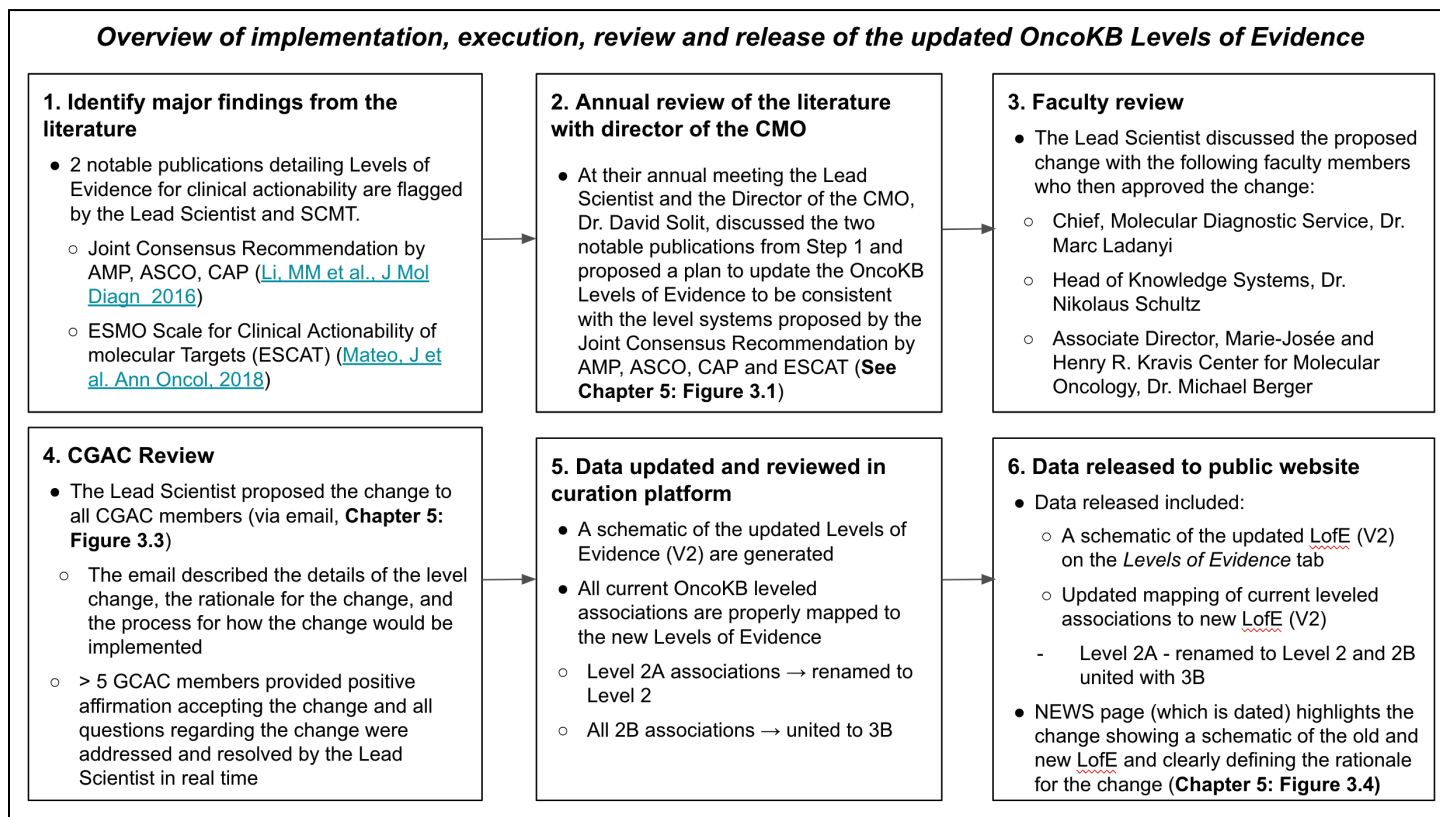 Overview of implementation, execution, review and release of the updated OncoKB Levels of Evidence
1. Identify major findings from the
literature
● 2 notable publications detailing Levels of
Evidence for clinical actionability are flagged
by the Lead Scientist and SCMT.
○ Joint Consensus Recommendation by
AMP, ASCO, CAP (Li, MM et al., J Mol
Diagn 2016)
○ ESMO Scale for Clinical Actionability of
molecular Targets (ESCAT) (Mateo, J et
al. Ann Oncol, 2018)
2. Annual review of the literature
with director of the CMO
● At their annual meeting the Lead
Scientist and the Director of the CMO,
Dr. David Solit, discussed the two
notable publications from Step 1 and
proposed a plan to update the OncoKB
Levels of Evidence to be consistent
with the level systems proposed by the
Joint Consensus Recommendation by
AMP, ASCO, CAP and ESCAT (See
Chapter 5: Figure 3.1)
3. Faculty review
● The Lead Scientist discussed the proposed
change with the following faculty members
who then approved the change:
○ Chief, Molecular Diagnostic Service, Dr.
Marc Ladanyi
○ Head of Knowledge Systems, Dr.
Nikolaus Schultz
○ Associate Director, Marie-Josée and
Henry R. Kravis Center for Molecular
Oncology, Dr. Michael Berger
4. CGAC Review
● The Lead Scientist proposed the change to
all CGAC members (via email, Chapter 5:
Figure 3.3)
○ The email described the details of the level
change, the rationale for the change, and
the process for how the change would be
implemented
○ > 5 GCAC members provided positive
affirmation accepting the change and all
questions regarding the change were
addressed and resolved by the Lead
Scientist in real time
5. Data updated and reviewed in
curation platform
● A schematic of the updated Levels of
Evidence (V2) are generated
● All current OncoKB leveled
associations are properly mapped to
the new Levels of Evidence
○ Level 2A associations → renamed to
Level 2
○ All 2B associations → united to 3B
6. Data released to public website
● Data released included:
○ A schematic of the updated LofE (V2)
on the Levels of Evidence tab
○ Updated mapping of current leveled
associations to new LofE (V2)
- Level 2A - renamed to Level 2 and 2B
united with 3B
● NEWS page (which is dated) highlights the
change showing a schematic of the old and
new LofE and clearly defining the rationale
for the change (Chapter 5: Figure 3.4)